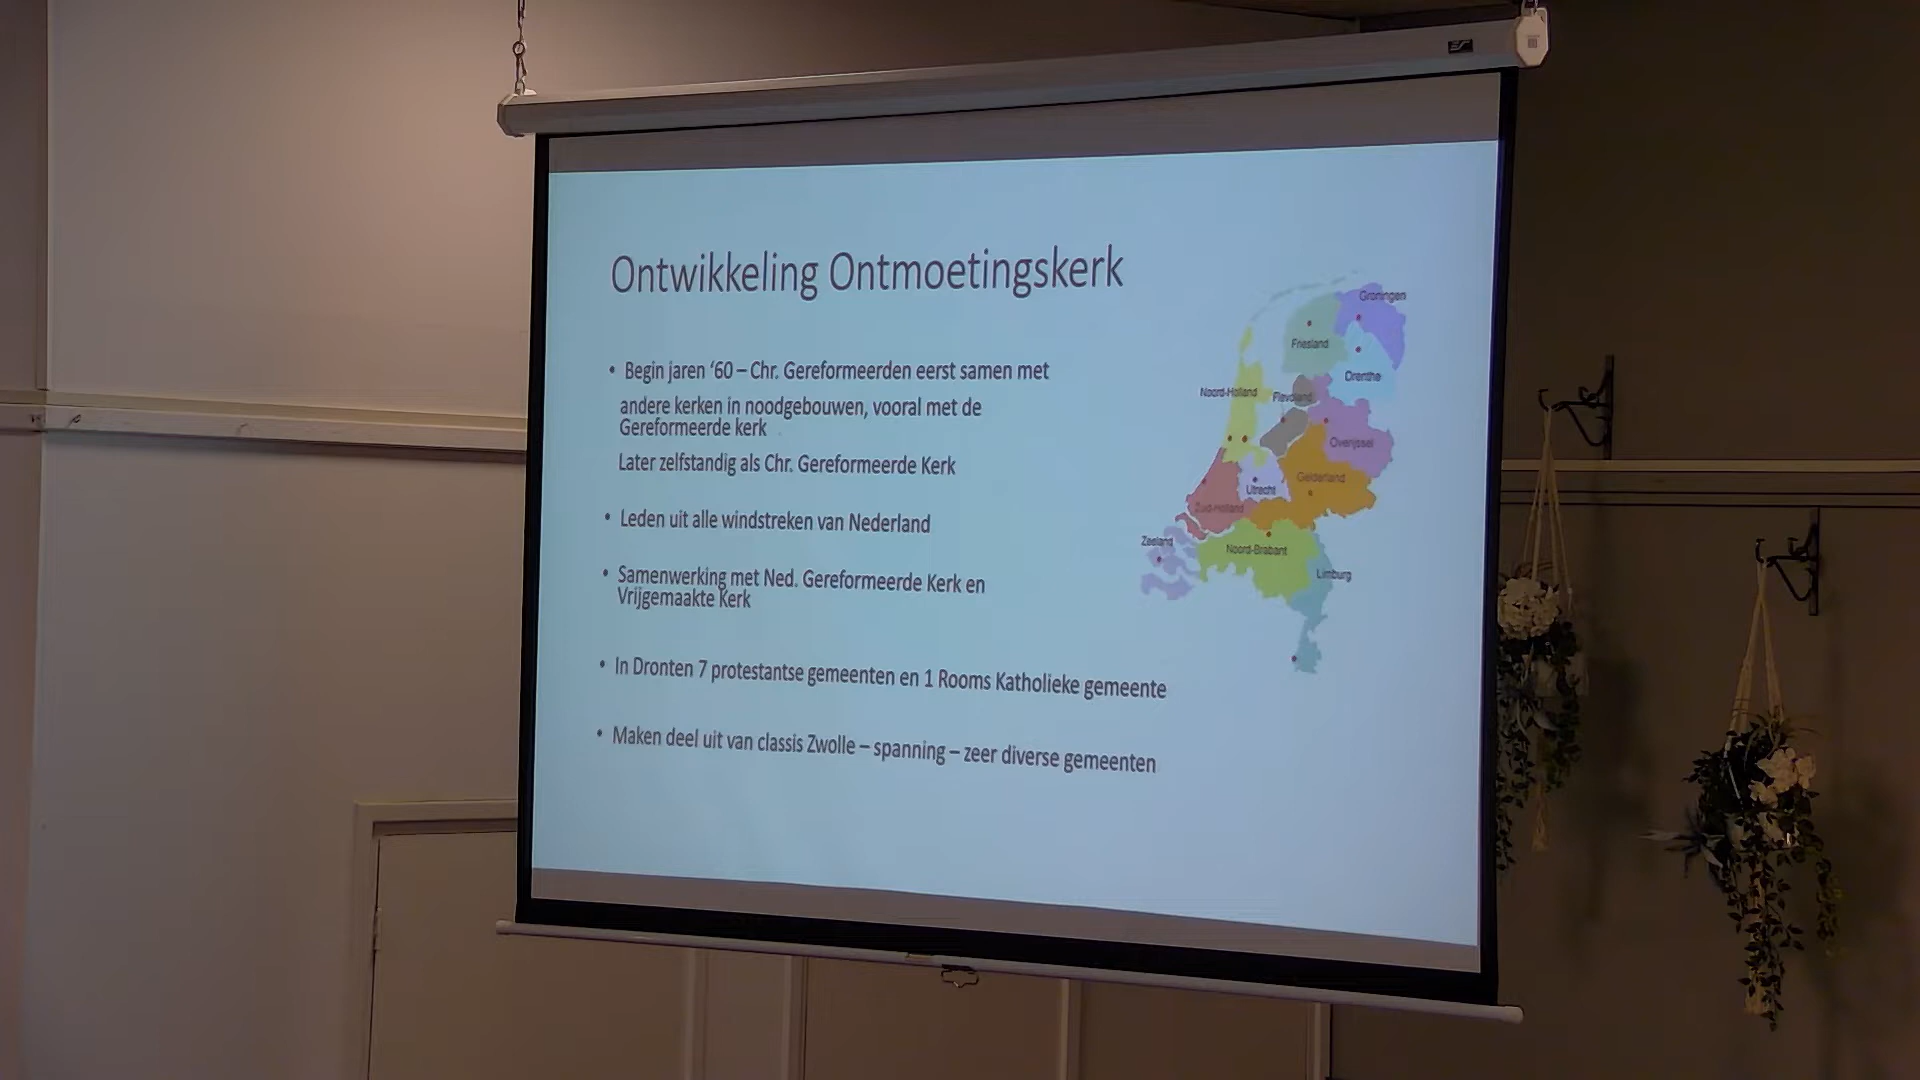 Ontwikkeling Ontmoetingskerk
• Begin jaren ‘60 – Chr. Gereformeerden eerst samen met
andere kerken in noodgebouwen, vooral met de
Gereformeerde kerk
Later zelfstandig als Chr. Gereformeerde Kerk
• Leden uit alle windstreken van Nederland
• Samenwerking met Ned. Gereformeerde Kerk en
Vrijgemaakte Kerk
• In Dronten 7 protestantse gemeenten en 1 Rooms Katholieke gemeente
• Maken deel uit van classis Zwolle – spanning – zeer diverse gemeenten
Groningen
Friesland
Drenthe
Noord-Holland
Flevoland
Overijssel
Gelderland
Utrecht
Zuid-Holland
Zeeland
Noord-Brabant
Limburg